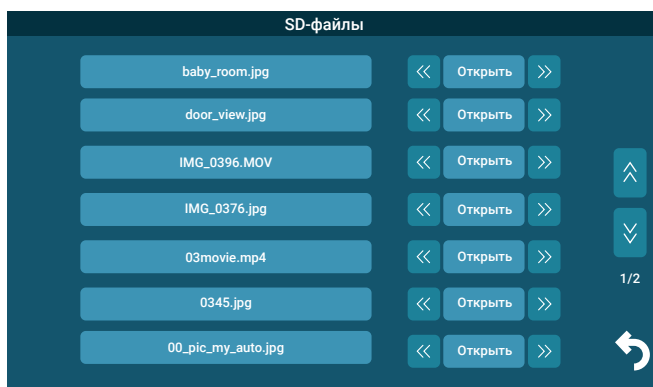 SD-файлы
baby_room.jpg Открыть
door_view.jpg Открыть
IMG_0396.MOV Открыть
IMG_0376.jpg Открыть
03movie.mp4 Открыть
1/2
0345.jpg Открыть
00_pic_my_auto.jpg Открыть